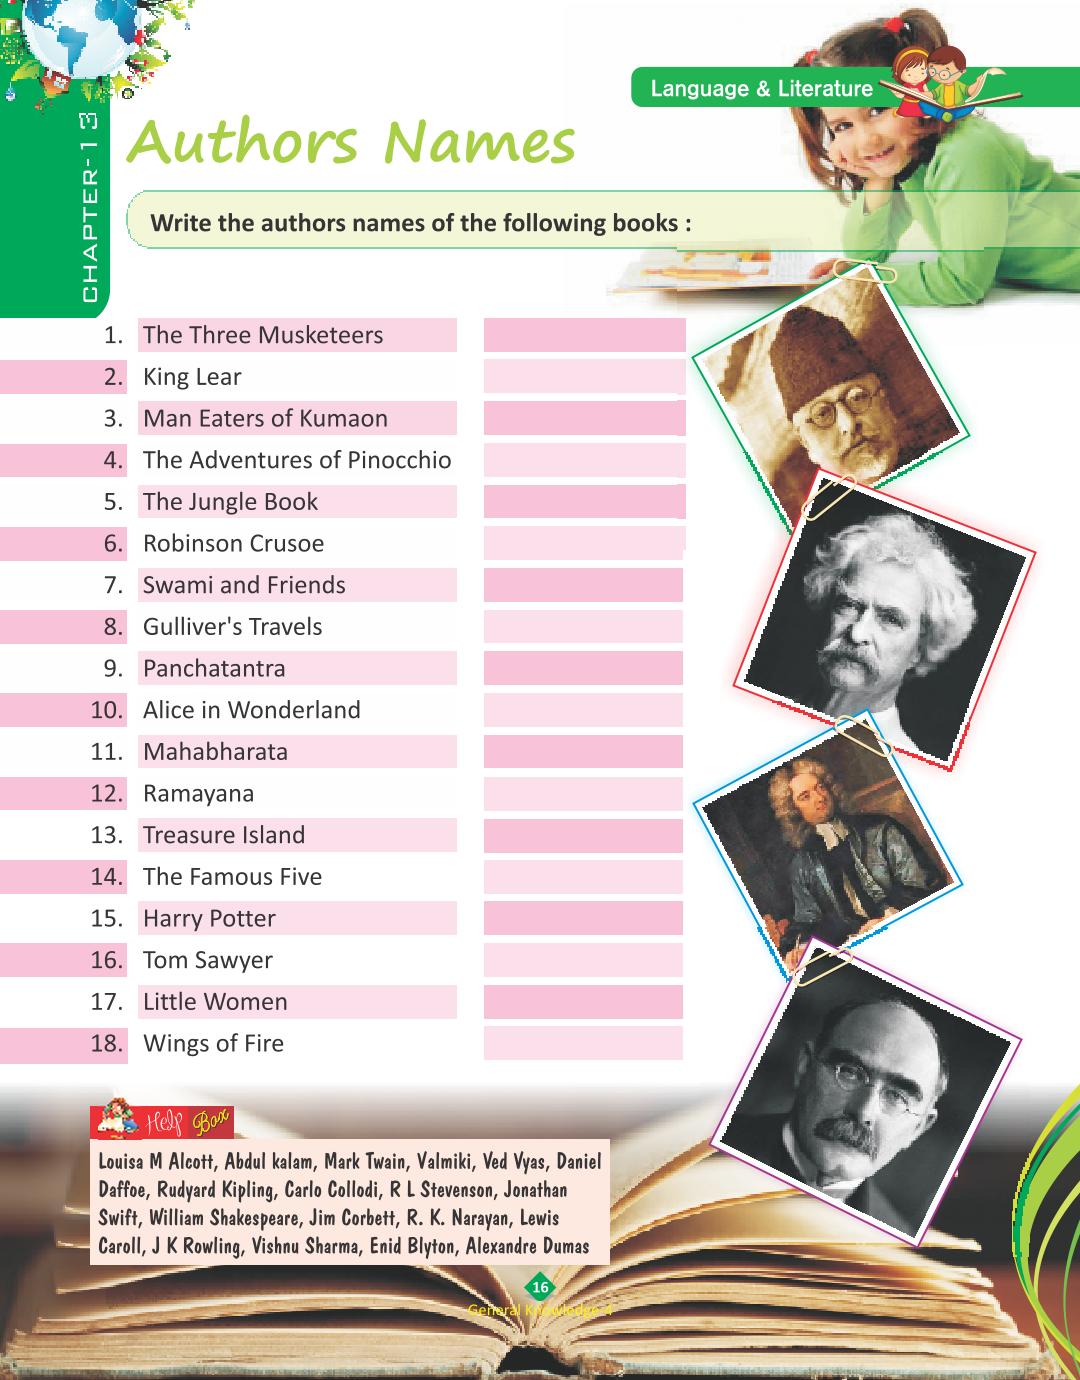 CHAPTER-13
Language & Literature
Authors Names
Write the authors names of the following books :
1. The Three Musketeers
2. King Lear
3. Man Eaters of Kumaon
4. The Adventures of Pinocchio
5. The Jungle Book
6. Robinson Crusoe
7. Swami and Friends
8. Gulliver's Travels
9. Panchatantra
10. Alice in Wonderland
11. Mahabharata
12. Ramayana
13. Treasure Island
14. The Famous Five
15. Harry Potter
16. Tom Sawyer
17. Little Women
18. Wings of Fire
Help Box
Louisa M Alcott, Abdul kalam, Mark Twain, Valmiki, Ved Vyas, Daniel
Daffoe, Rudyard Kipling, Carlo Collodi, R L Stevenson, Jonathan
Swift, William Shakespeare, Jim Corbett, R. K. Narayan, Lewis
Caroll, J K Rowling, Vishnu Sharma, Enid Blyton, Alexandre Dumas
16
General Knowledge-4